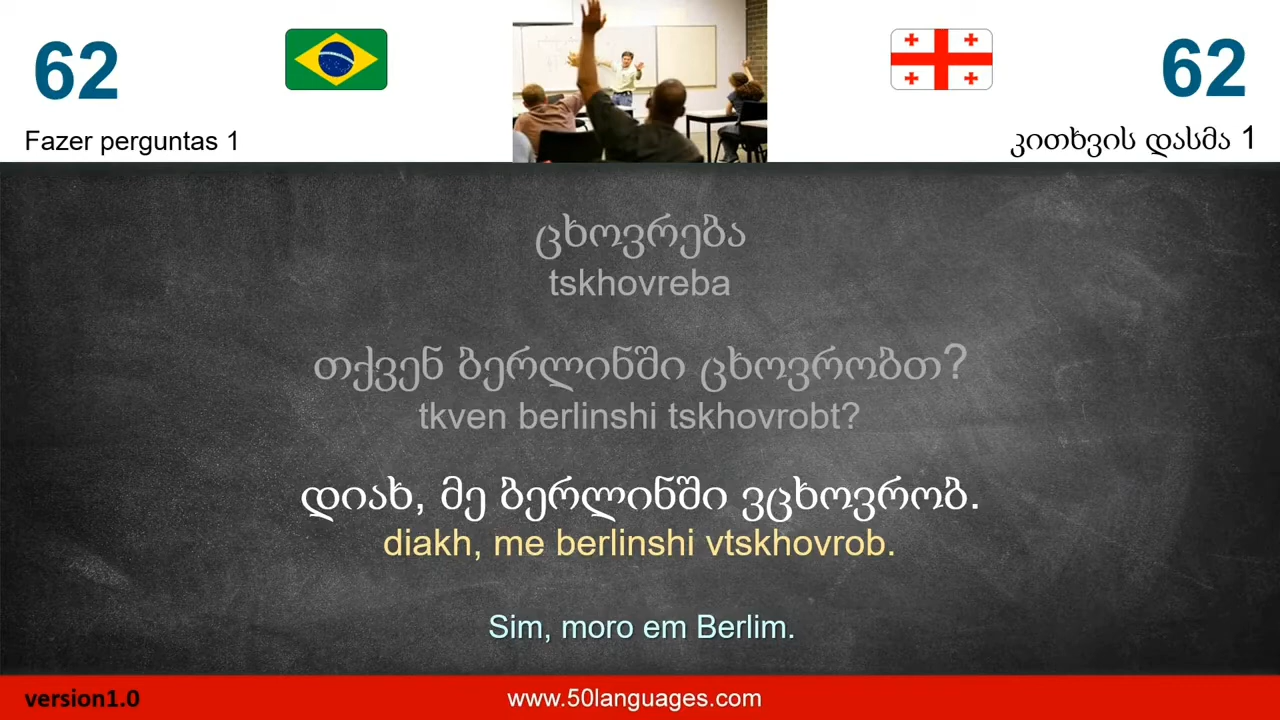 62
62
Fazer perguntas 1
კითხვის დასმა 1
ცხოვრება
tskhovreba
თქვენ ბერლინში ცხოვრობთ?
tkven berlinshi tskhovrobt?
დიახ, მე ბერლინში ვცხოვრობ.
diakh, me berlinshi vtskhovrob.
Sim, moro em Berlim.
version1.0
www.50languages.com